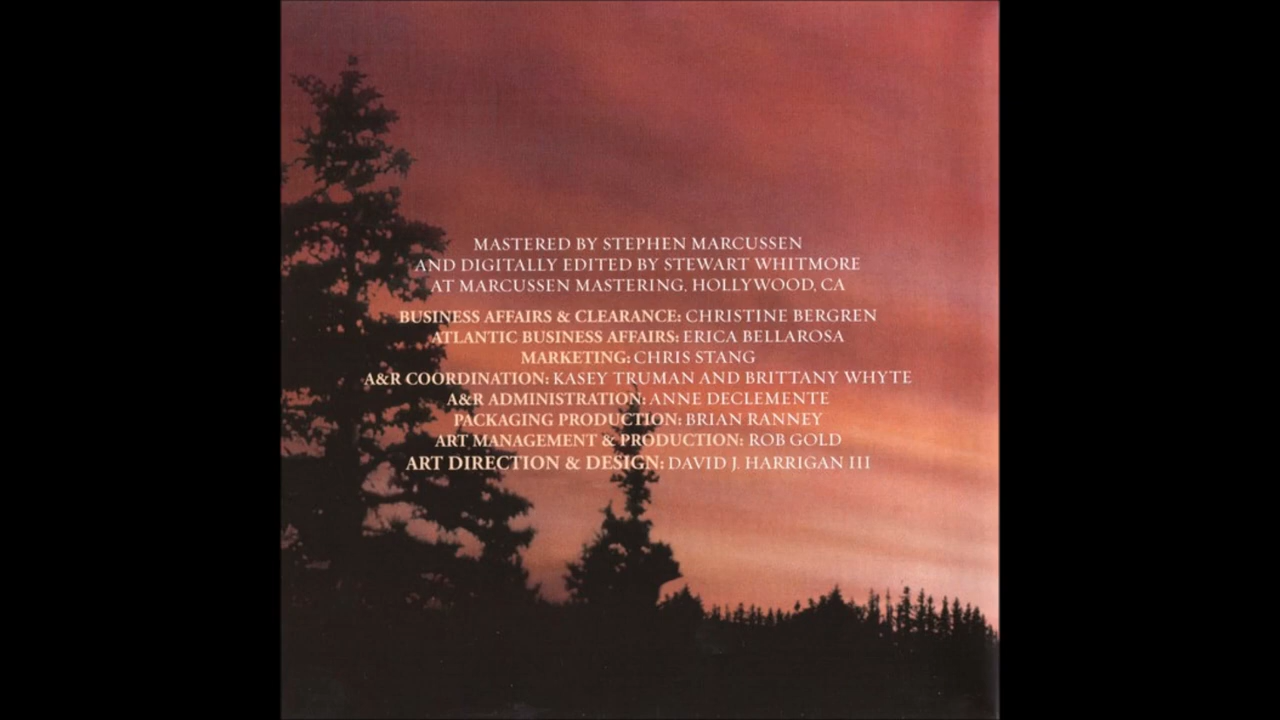 MASTERED BY STEPHEN MARCUSSEN
AND DIGITALLY EDITED BY STEWART WHITMORE
AT MARCUSSEN MASTERING, HOLLYWOOD, CA
BUSINESS AFFAIRS & CLEARANCE: CHRISTINE BERGREN
ATLANTIC BUSINESS AFFAIRS: ERICA BELLAROSA
MARKETING: CHRIS STANG
A&R COORDINATION: KASEY TRUMAN AND BRITTANY WHYTE
A&R ADMINISTRATION: ANNE DECLEMENTE
PACKAGING PRODUCTION: BRIAN RANNEY
ART MANAGEMENT & PRODUCTION: ROB GOLD
ART DIRECTION & DESIGN: DAVID J. HARRIGAN III